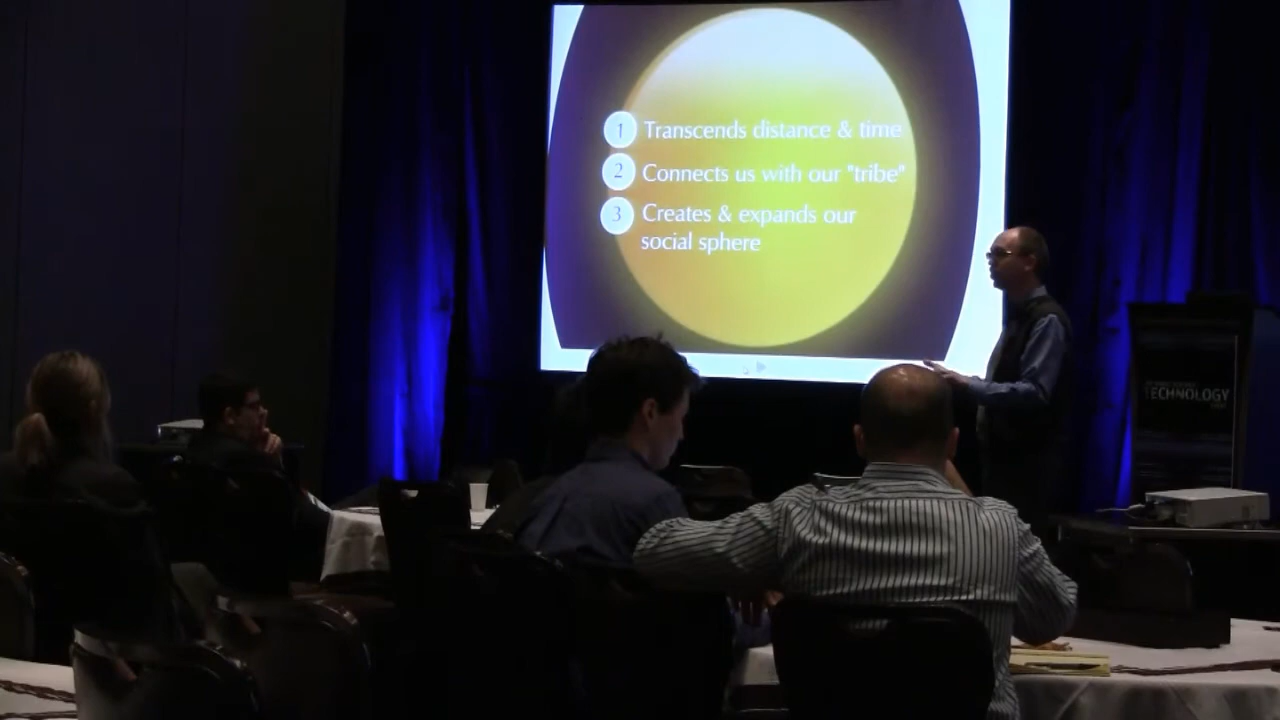 1 Transcends distance & time
2 Connects us with our "tribe"
3 Creates & expands our
social sphere
TECHNOLOGY